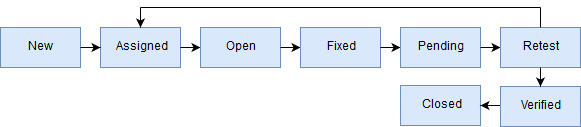 New
Assigned
Open
Fixed
Pending
Retest
Closed
Verified